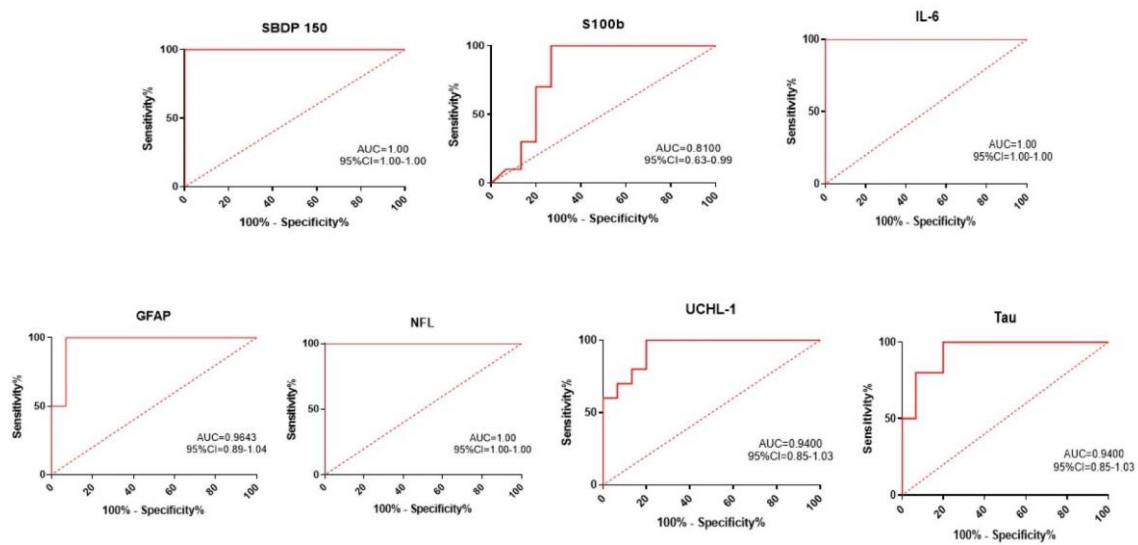 SBDP 150
Sensitivity%
100
50
0
AUC=1.00
95%CI=1.00-1.00
0
20
40
60
80
100
100% - Specificity%
S100b
Sensitivity%
100
50
0
AUC=0.8100
95%CI=0.63-0.99
0
20
40
60
80
100
100% - Specificity%
IL-6
Sensitivity%
100
50
0
AUC=1.00
95%CI=1.00-1.00
0
20
40
60
80
100
100% - Specificity%
GFAP
Sensitivity%
100
50
0
AUC=0.9643
95%CI=0.89-1.04
0
20
40
60
80
100
100% - Specificity%
NFL
Sensitivity%
100
50
0
AUC=1.00
95%CI=1.00-1.00
0
20
40
60
80
100
100% - Specificity%
UCHL-1
Sensitivity%
100
50
0
AUC=0.9400
95%CI=0.85-1.03
0
20
40
60
80
100
100% - Specificity%
Tau
Sensitivity%
100
50
0
AUC=0.9400
95%CI=0.85-1.03
0
20
40
60
80
100
100% - Specificity%